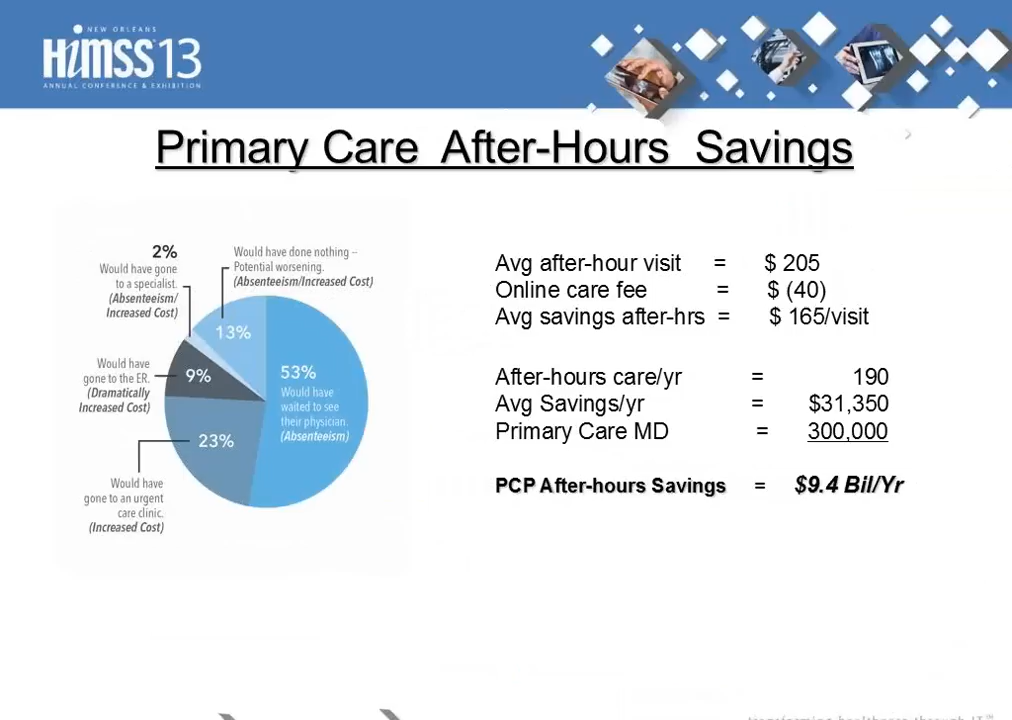 NEW ORLEANS
HIMSS 13
ANNUAL CONFERENCE & EXHIBITION
Primary Care After-Hours Savings
2%
Would have gone
to a specialist.
(Absenteeism/
Increased Cost)
Would have done nothing –
Potential worsening.
(Absenteeism/Increased Cost)
13%
53%
Would have
waited to see
their physician.
(Absenteeism)
Would have
gone to the ER.
(Dramatically
Increased Cost)
9%
23%
Would have
gone to an urgent
care clinic.
(Increased Cost)
Avg after-hour visit = $ 205
Online care fee = $ (40)
Avg savings after-hrs = $ 165/visit
After-hours care/yr = 190
Avg Savings/yr = $31,350
Primary Care MD = 300,000
PCP After-hours Savings = $9.4 Bil/Yr